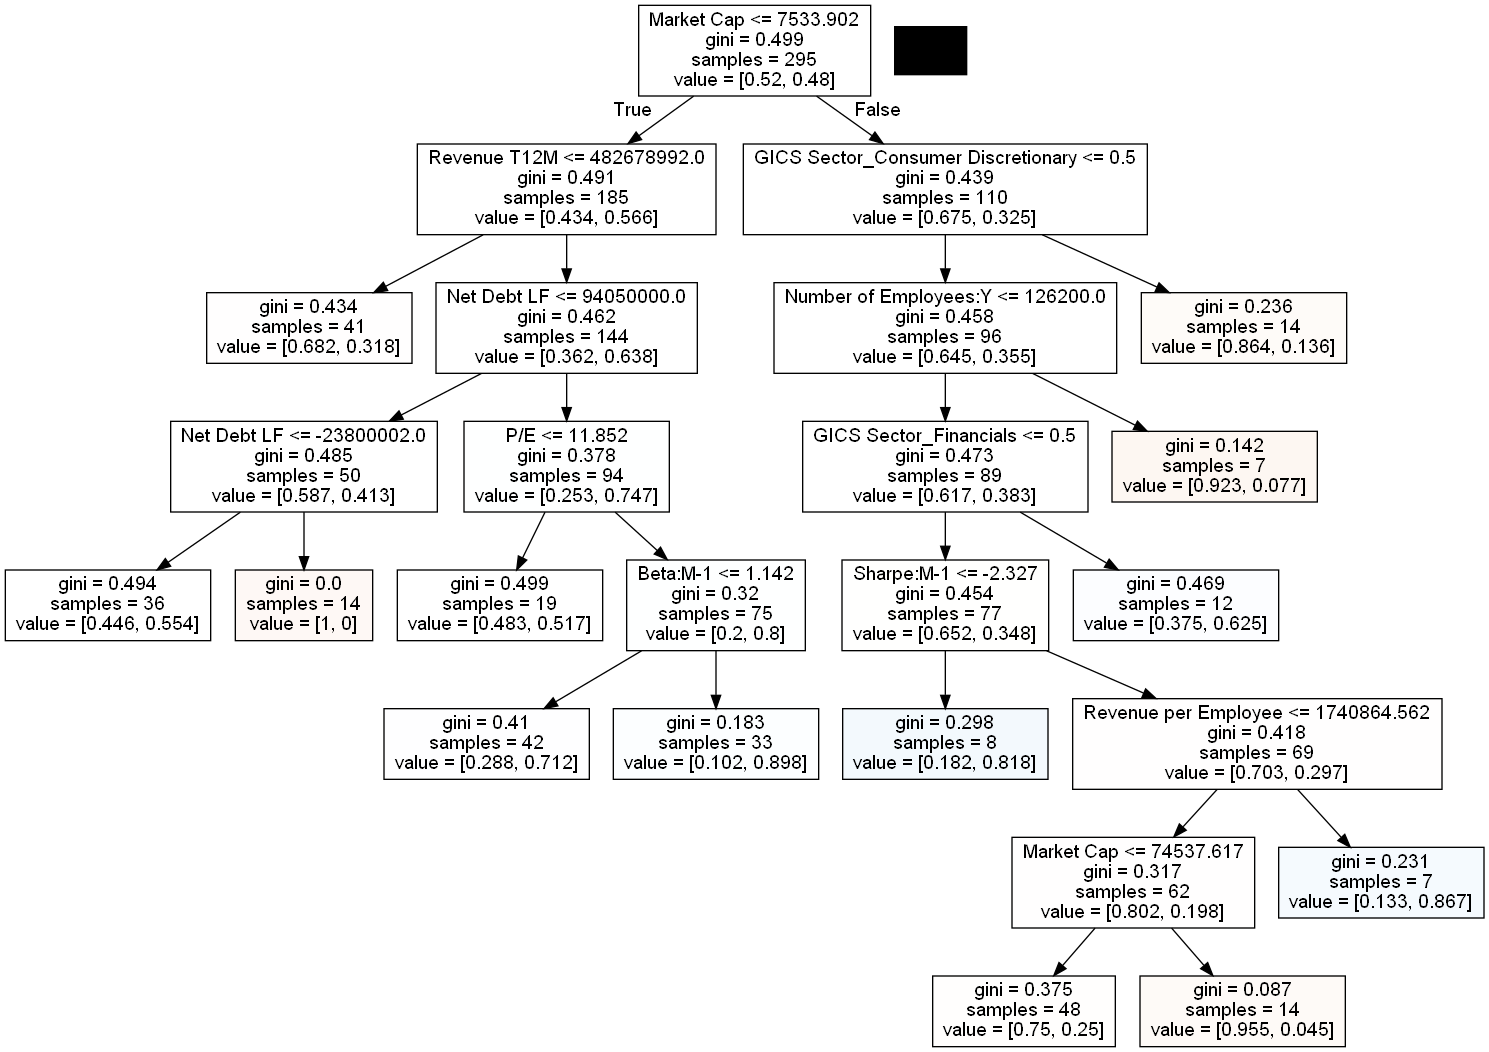 Market Cap <= 7533.902
gini = 0.499
samples = 295
value = [0.52, 0.48]
True
False
Revenue T12M <= 482678992.0
gini = 0.491
samples = 185
value = [0.434, 0.566]
GICS Sector_Consumer Discretionary <= 0.5
gini = 0.439
samples = 110
value = [0.675, 0.325]
gini = 0.434
samples = 41
value = [0.682, 0.318]
Net Debt LF <= 94050000.0
gini = 0.462
samples = 144
value = [0.362, 0.638]
Number of Employees:Y <= 126200.0
gini = 0.458
samples = 96
value = [0.645, 0.355]
gini = 0.236
samples = 14
value = [0.864, 0.136]
Net Debt LF <= -23800002.0
gini = 0.485
samples = 50
value = [0.587, 0.413]
P/E <= 11.852
gini = 0.378
samples = 94
value = [0.253, 0.747]
GICS Sector_Financials <= 0.5
gini = 0.473
samples = 89
value = [0.617, 0.383]
gini = 0.142
samples = 7
value = [0.923, 0.077]
gini = 0.494
samples = 36
value = [0.446, 0.554]
gini = 0.0
samples = 14
value = [1, 0]
gini = 0.499
samples = 19
value = [0.483, 0.517]
Beta:M-1 <= 1.142
gini = 0.32
samples = 75
value = [0.2, 0.8]
Sharpe:M-1 <= -2.327
gini = 0.454
samples = 77
value = [0.652, 0.348]
gini = 0.469
samples = 12
value = [0.375, 0.625]
gini = 0.41
samples = 42
value = [0.288, 0.712]
gini = 0.183
samples = 33
value = [0.102, 0.898]
gini = 0.298
samples = 8
value = [0.182, 0.818]
Revenue per Employee <= 1740864.562
gini = 0.418
samples = 69
value = [0.703, 0.297]
Market Cap <= 74537.617
gini = 0.317
samples = 62
value = [0.802, 0.198]
gini = 0.231
samples = 7
value = [0.133, 0.867]
gini = 0.375
samples = 48
value = [0.75, 0.25]
gini = 0.087
samples = 14
value = [0.955, 0.045]